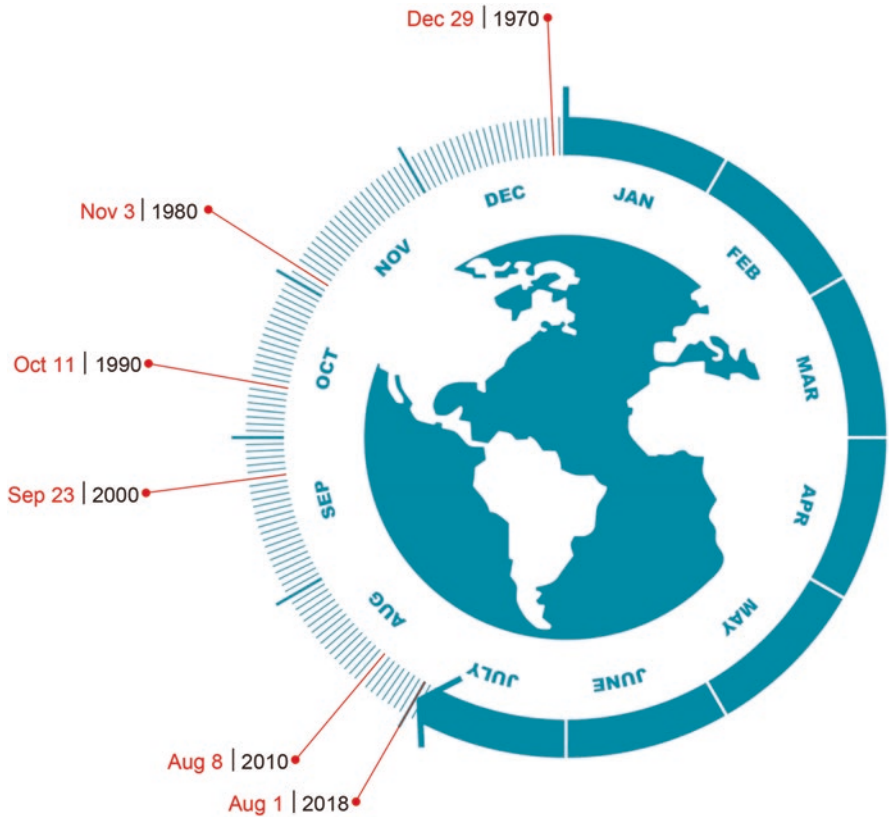 Dec 29 | 1970
Nov 3 | 1980
Oct 11 | 1990
Sep 23 | 2000
Aug 8 | 2010
Aug 1 | 2018
JAN
FEB
MAR
APR
MAY
JUNE
JULY
AUG
SEP
OCT
NOV
DEC